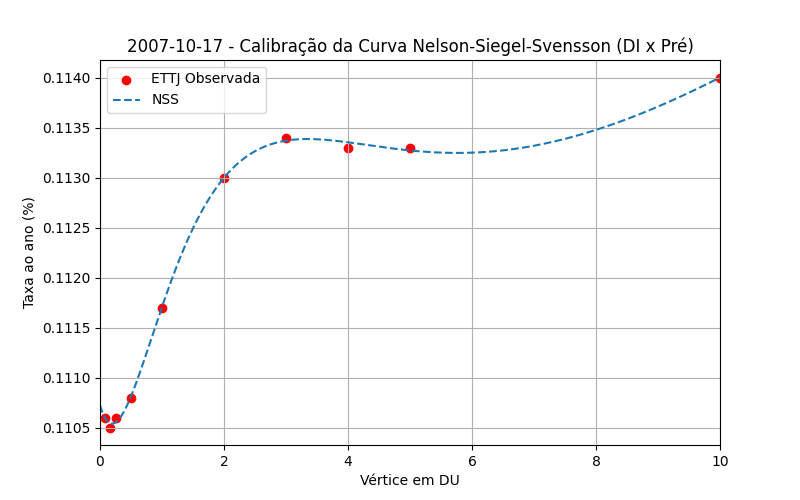 2007-10-17 - Calibração da Curva Nelson-Siegel-Svensson (DI x Pré)
ETTJ Observada
NSS
Taxa ao ano (%)
0.1140
0.1135
0.1130
0.1125
0.1120
0.1115
0.1110
0.1105
0 2 4 6 8 10
Vértice em DU